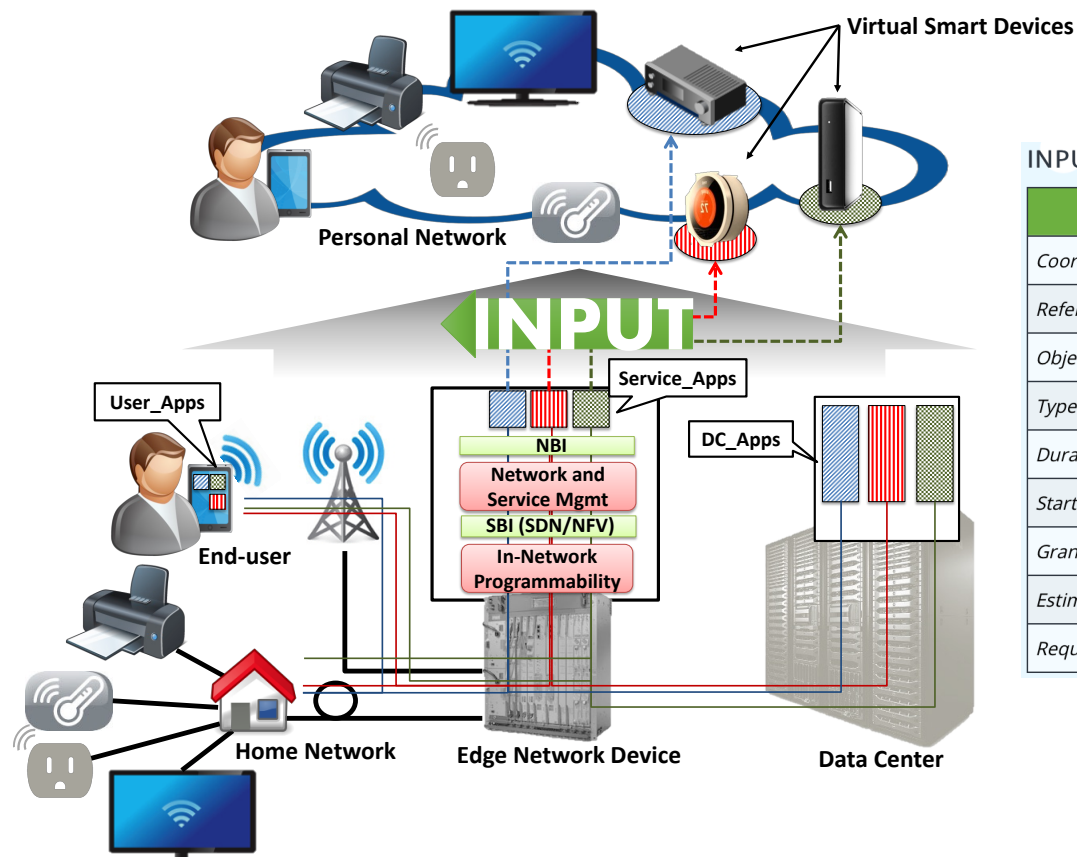 Virtual Smart Devices
Personal Network
INPUT
Service_Apps
User_Apps
NBI
DC_Apps
Network and
Service Mgmt
SBI (SDN/NFV)
In-Network
Programmability
End-user
Home Network
Edge Network Device
Data Center
INPU
Coor
Refe
Obje
Type
Dura
Start
Gran
Estim
Requ